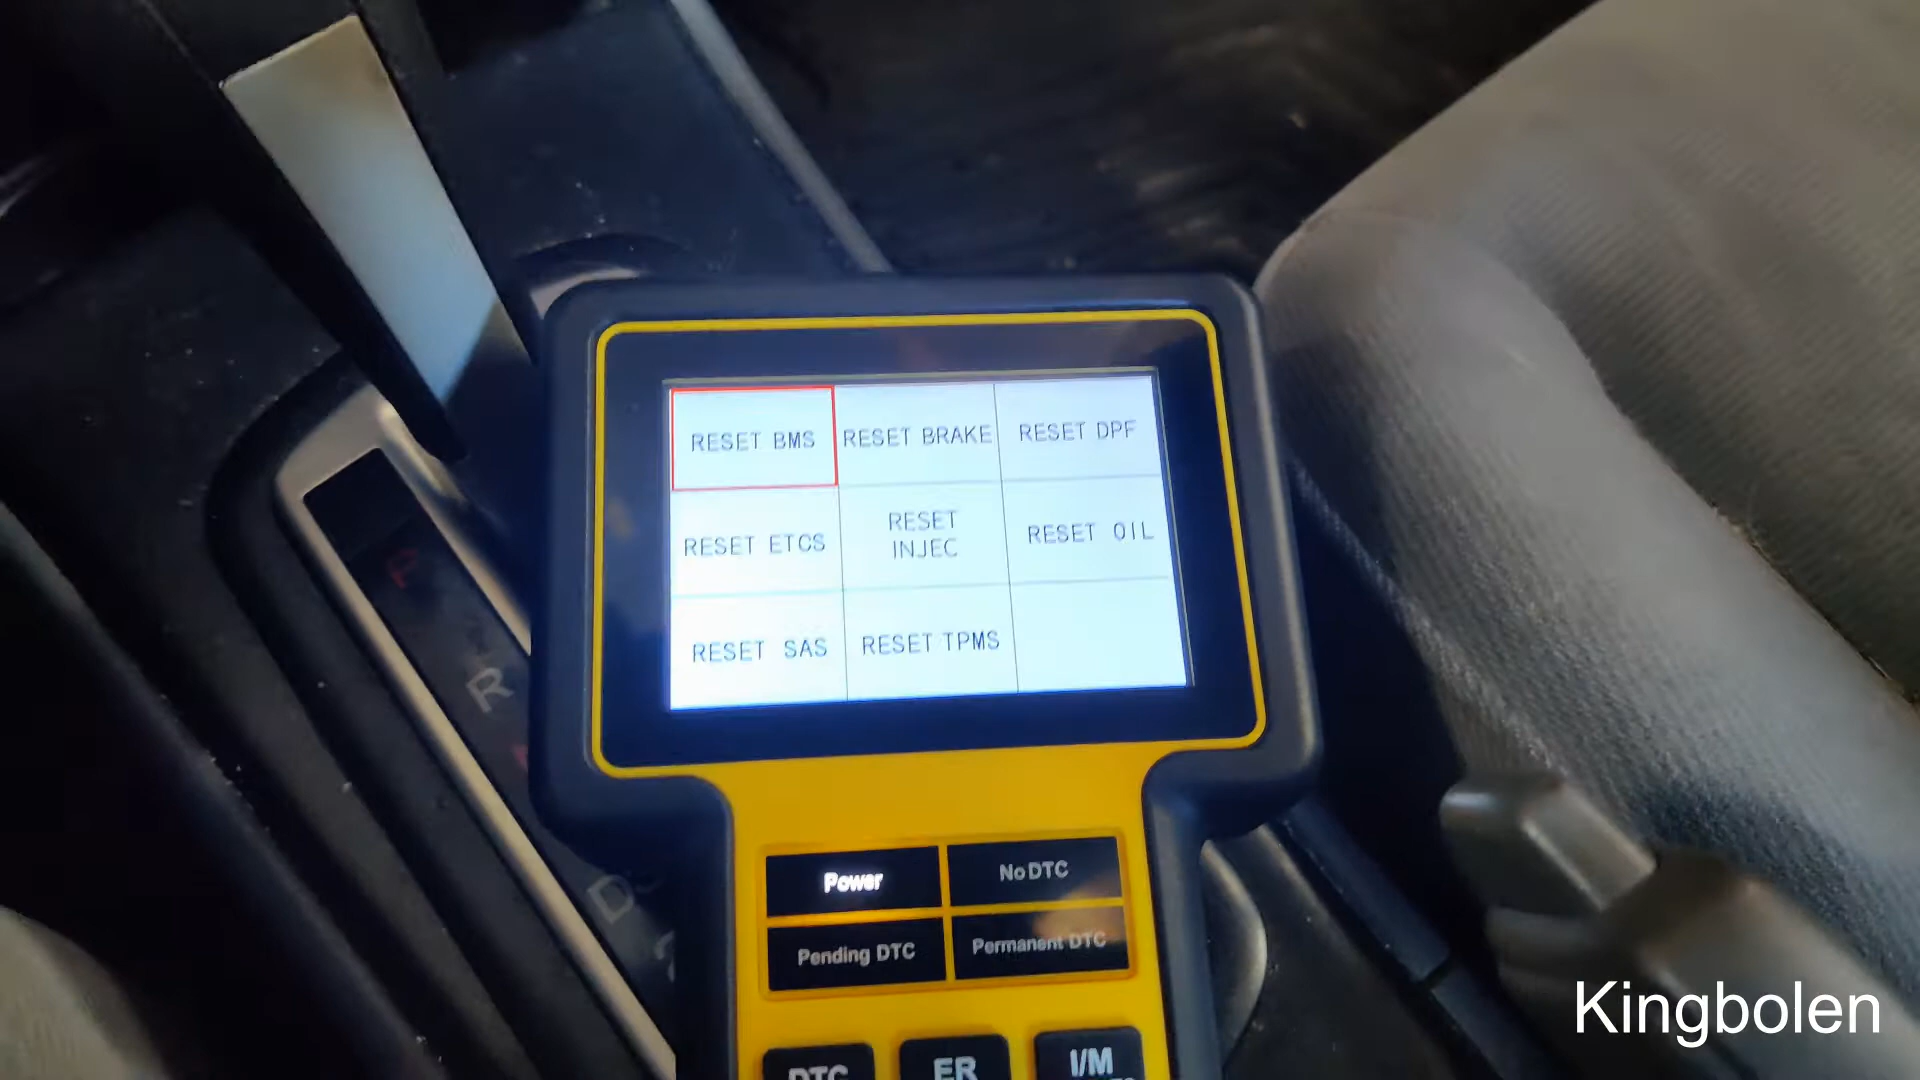 RESET BMS
RESET BRAKE
RESET DPF
RESET ETCS
RESET
INJEC
RESET OIL
RESET SAS
RESET TPMS
P
R
D
Power
No DTC
Pending DTC
Permanent DTC
DTC
ER
I/M
Kingbolen